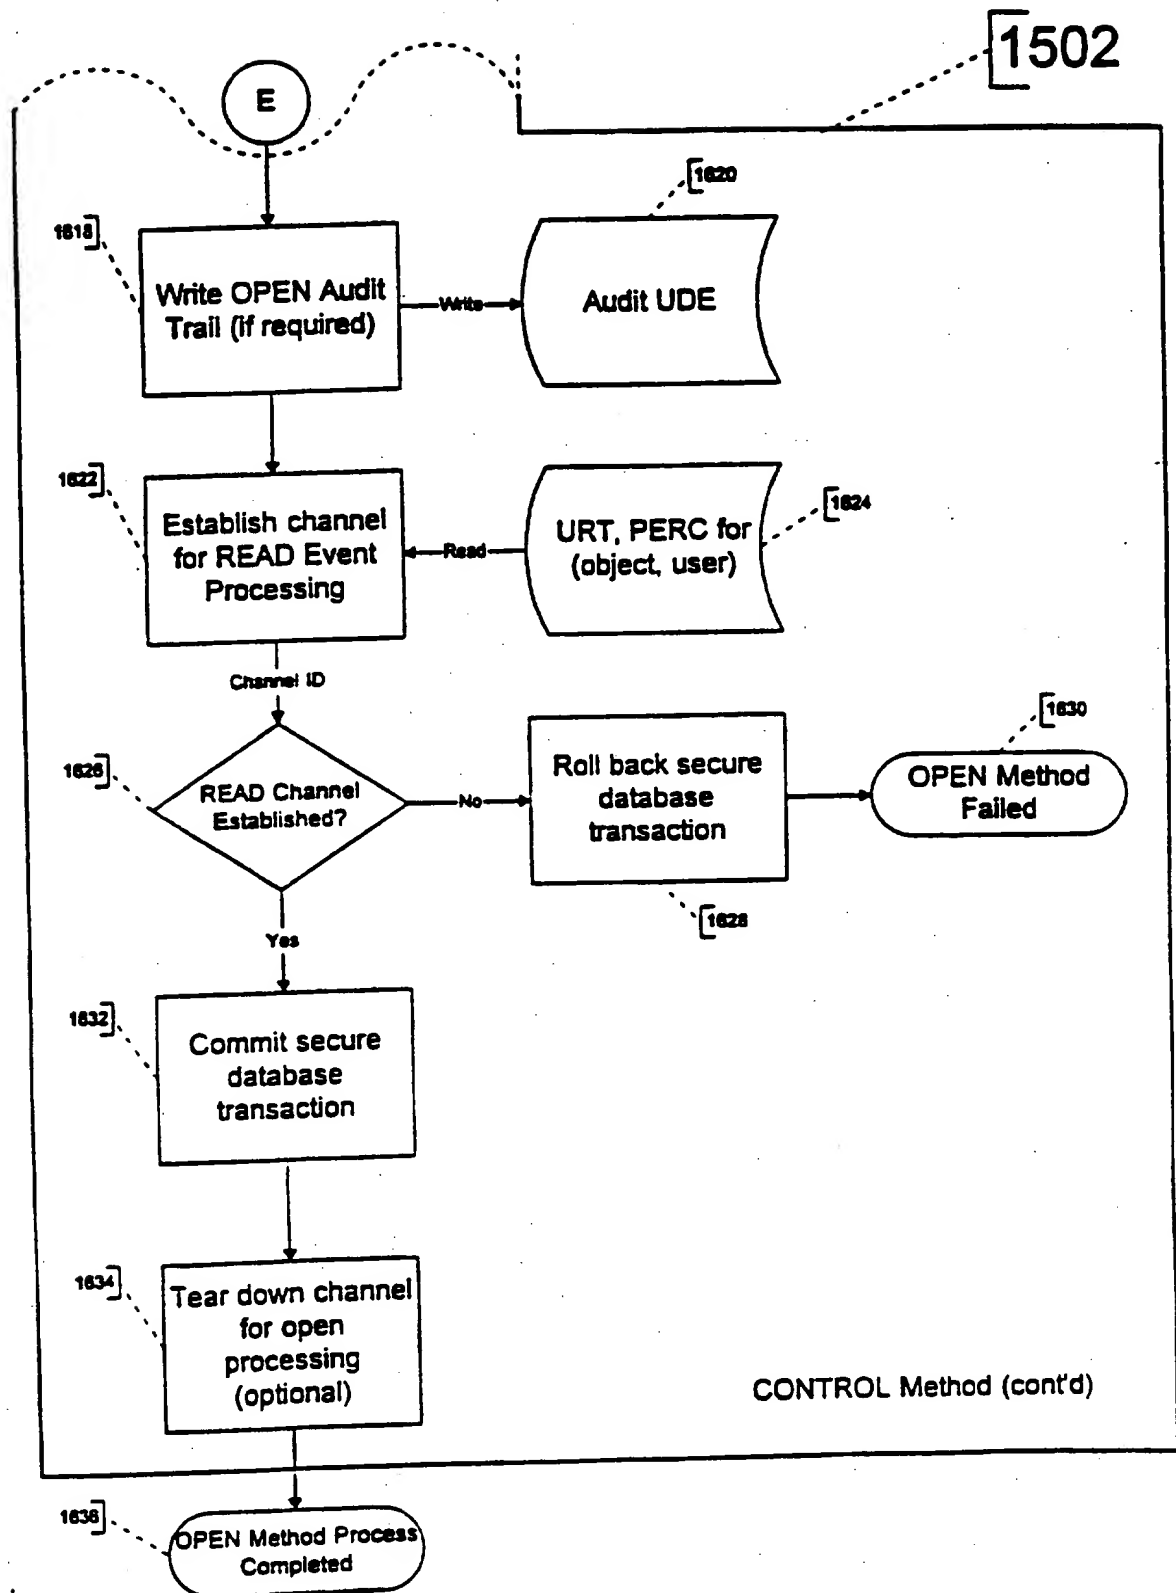 1502
E
1620
1618
Write OPEN Audit
Trail (if required)
Write
Audit UDE
1622
Establish channel
for READ Event
Processing
Read
URT, PERC for
(object, user)
1624
Channel ID
1630
1626
READ Channel
Established?
No
Roll back secure
database
transaction
OPEN Method
Failed
1628
Yes
1632
Commit secure
database
transaction
1634
Tear down channel
for open
processing
(optional)
CONTROL Method (cont'd)
1636
OPEN Method Process
Completed